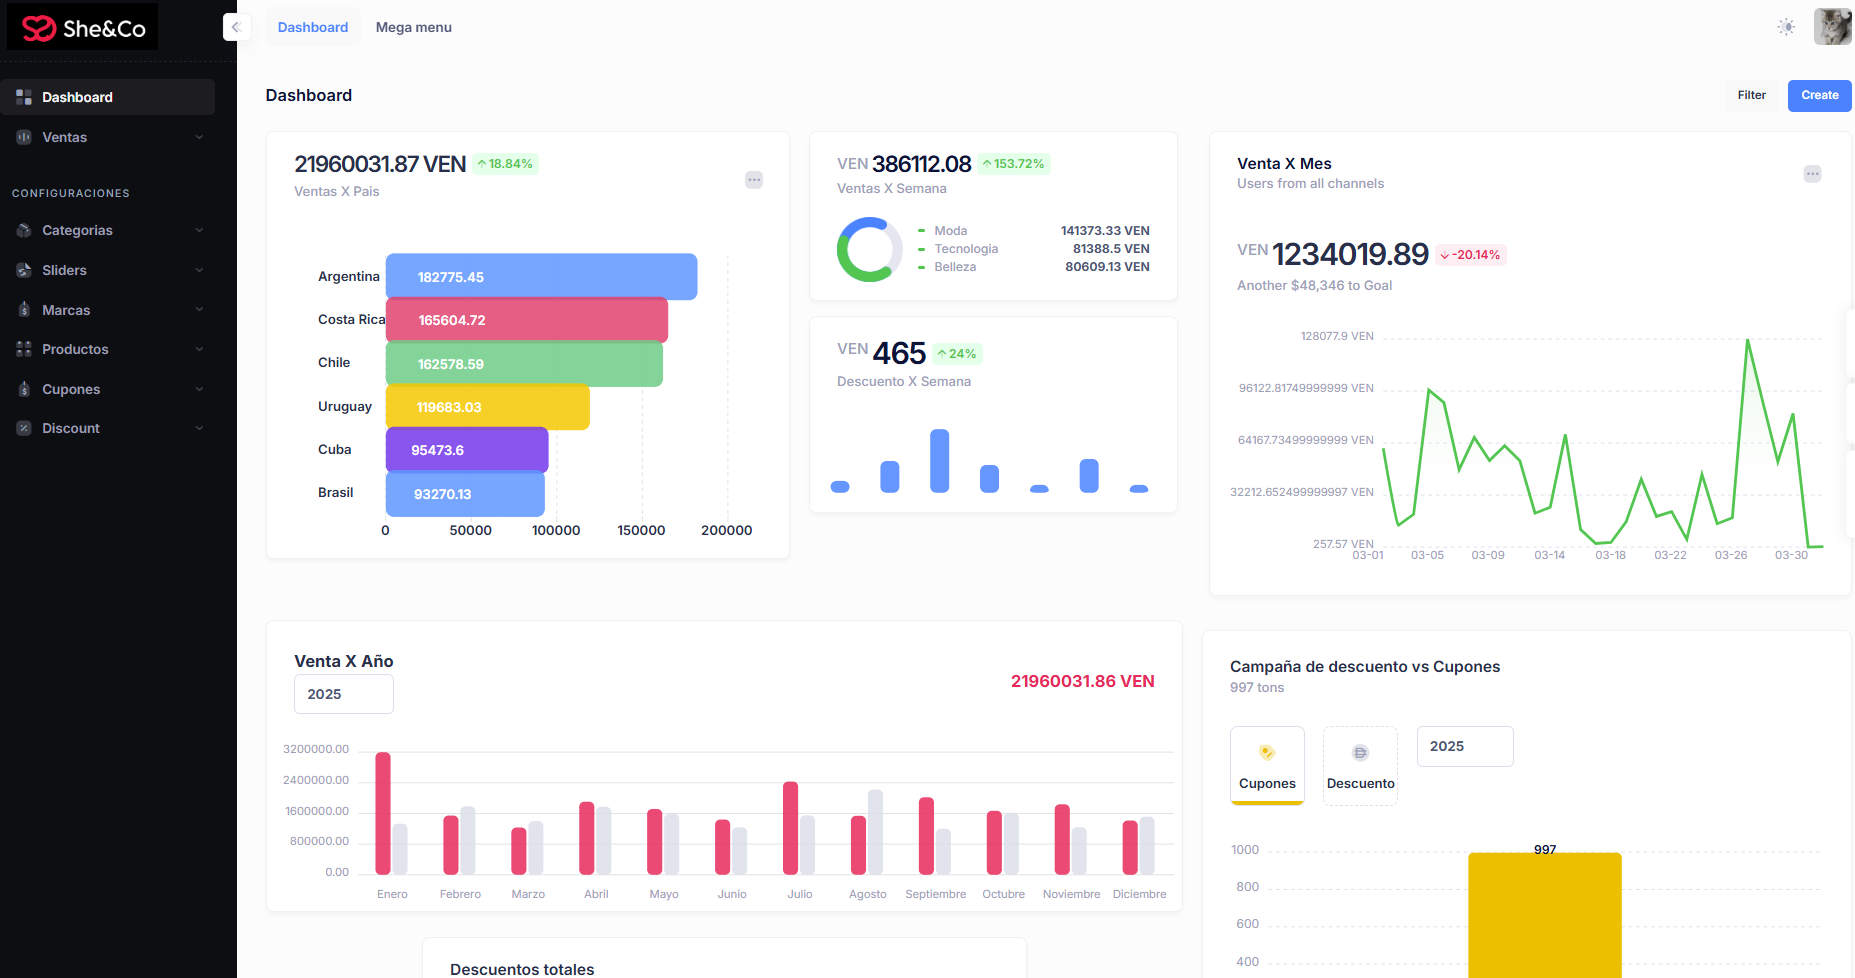 She&Co
Dashboard
Mega menu
Dashboard
Ventas
CONFIGURACIONES
Categorias
Sliders
Marcas
Productos
Cupones
Discount
Dashboard
Filter
Create
21960031.87 VEN
18.84%
Ventas X Pais
Argentina
182775.45
Costa Rica
165604.72
Chile
162578.59
Uruguay
119683.03
Cuba
95473.6
Brasil
93270.13
0 50000 100000 150000 200000
VEN 386112.08
153.72%
Ventas X Semana
Moda 141373.33 VEN
Tecnologia 81388.5 VEN
Belleza 80609.13 VEN
VEN 465
24%
Descuento X Semana
Venta X Mes
Users from all channels
VEN 1234019.89
-20.14%
Another $48,346 to Goal
128077.9 VEN
96122.81749999999 VEN
64167.73499999999 VEN
32212.652499999997 VEN
257.57 VEN
03-01 03-05 03-09 03-14 03-18 03-22 03-26 03-30
Venta X Año
2025
21960031.86 VEN
3200000.00
2400000.00
1600000.00
800000.00
0.00
Enero Febrero Marzo Abril Mayo Junio Julio Agosto Septiembre Octubre Noviembre Diciembre
Campaña de descuento vs Cupones
997 tons
Cupones
Descuento
2025
997
1000
800
600
400
Descuentos totales